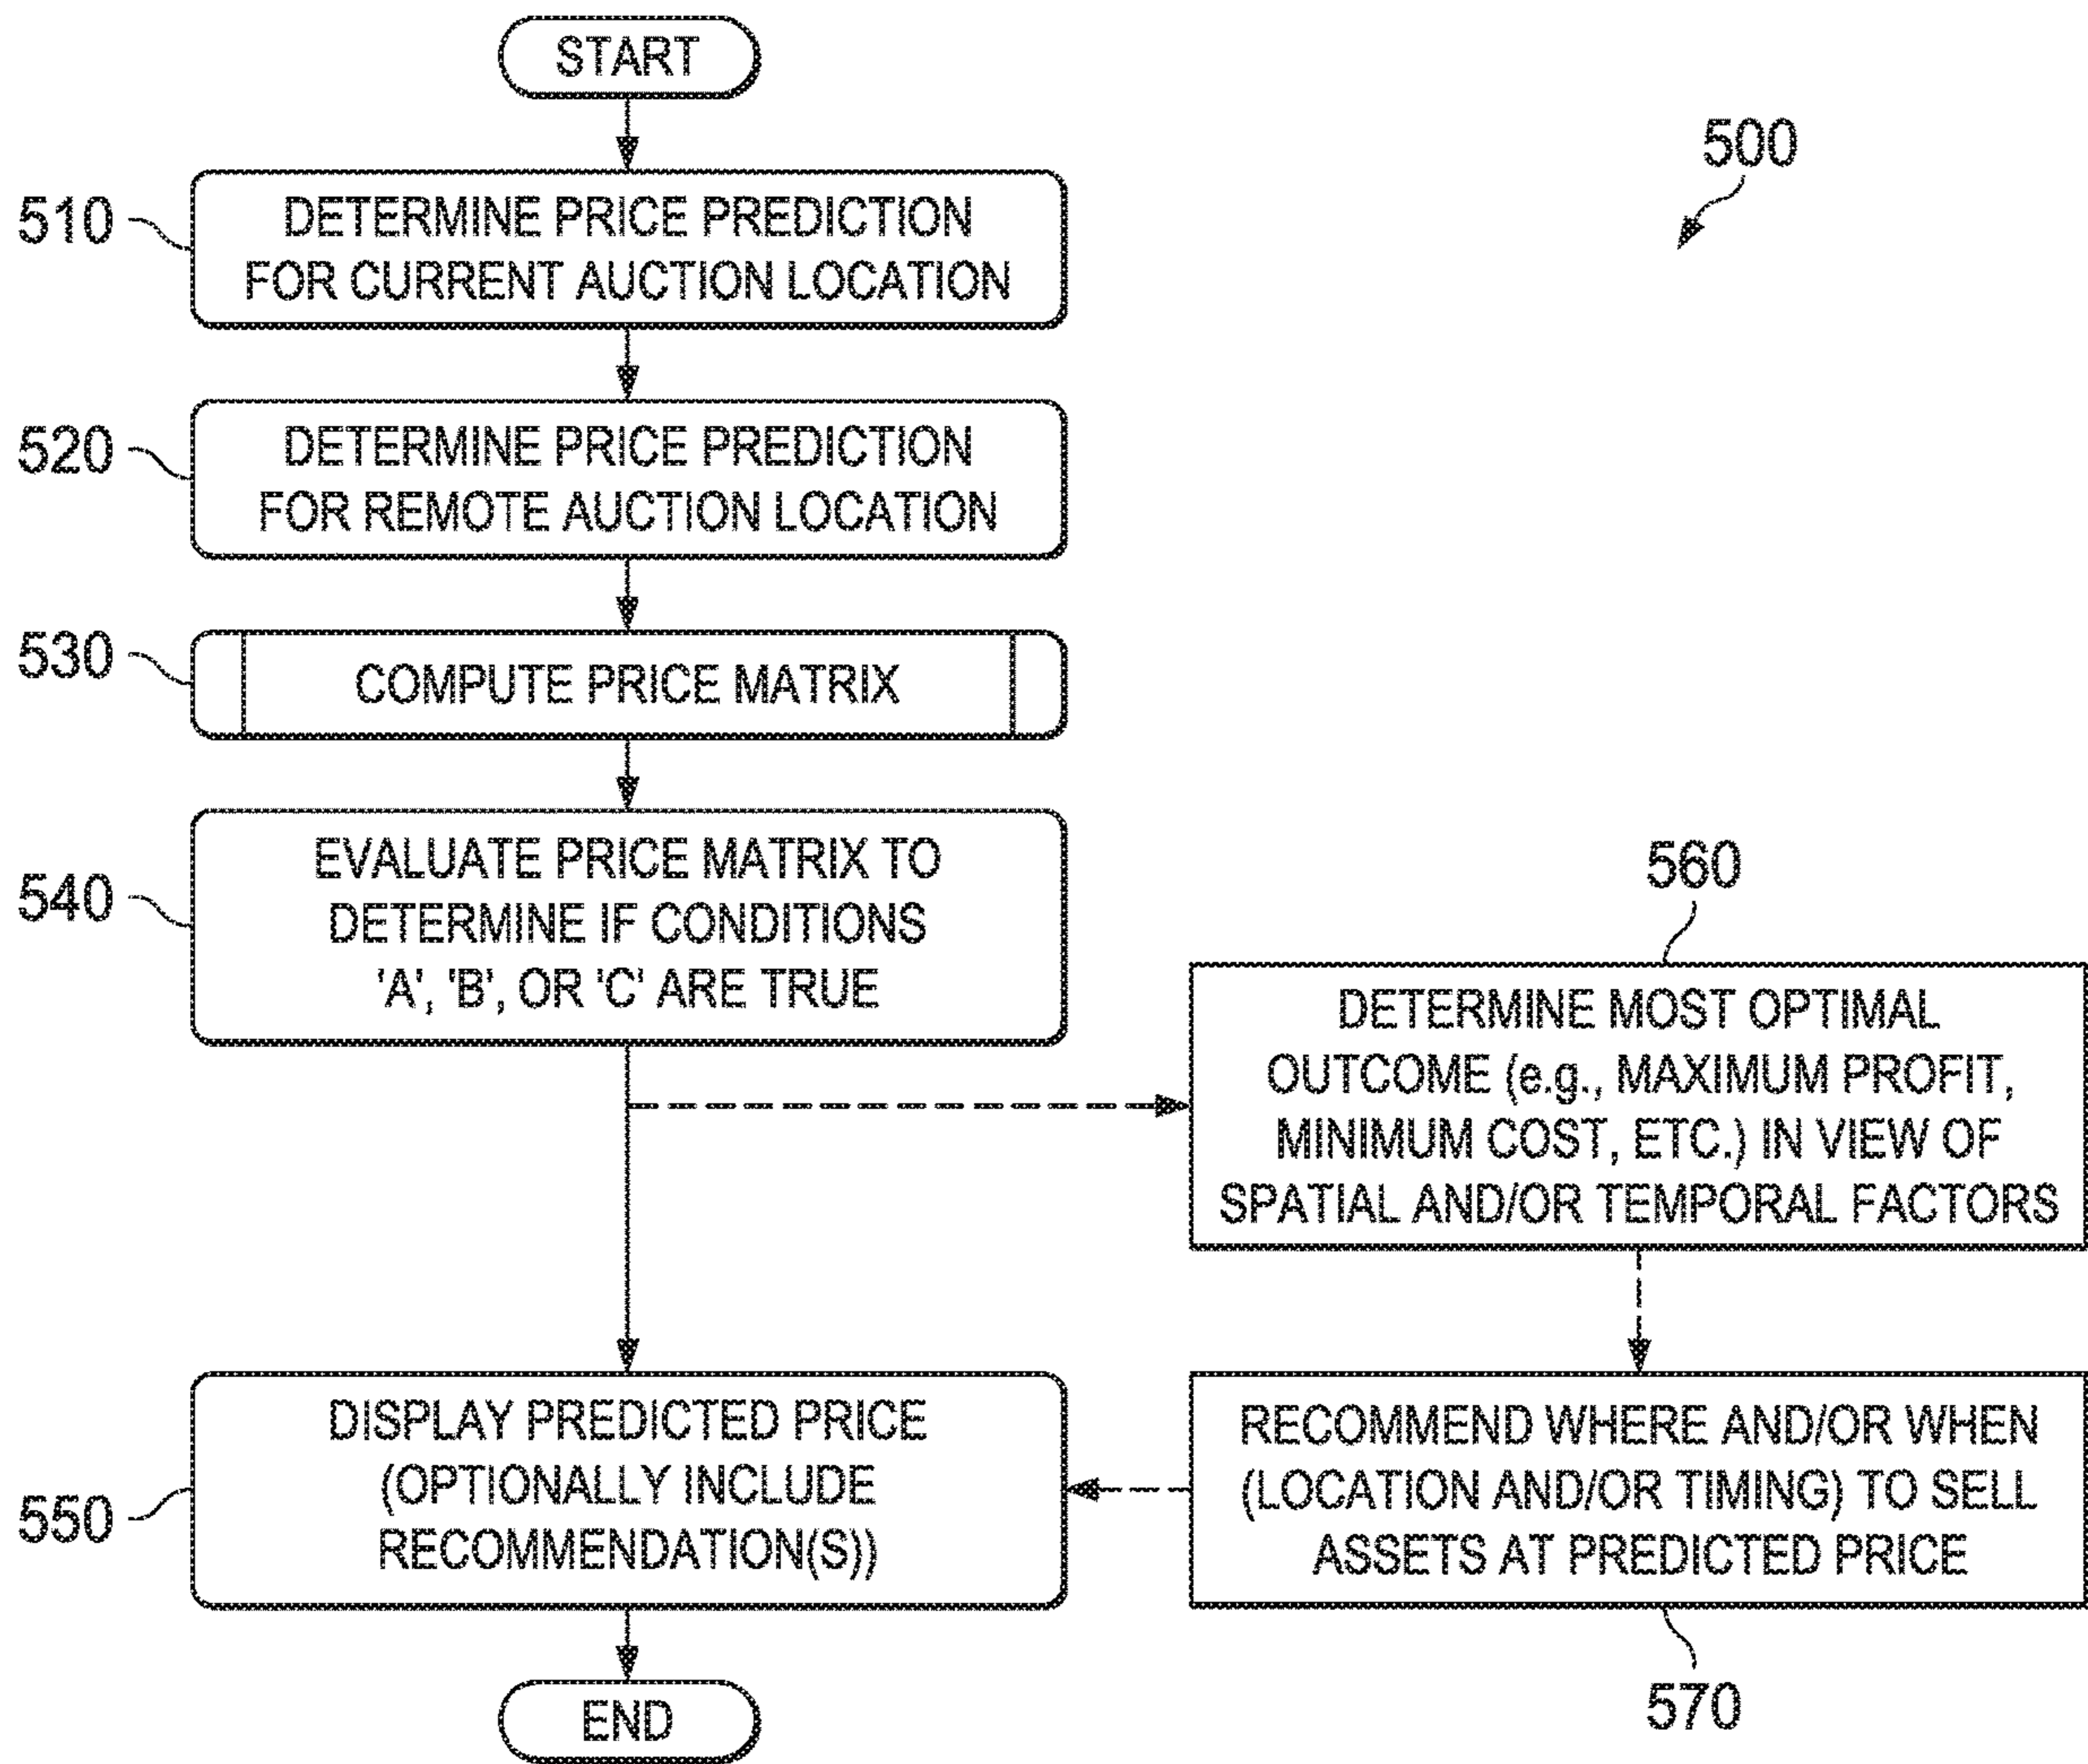 START
500
510
DETERMINE PRICE PREDICTION
FOR CURRENT AUCTION LOCATION
520
DETERMINE PRICE PREDICTION
FOR REMOTE AUCTION LOCATION
530
COMPUTE PRICE MATRIX
540
EVALUATE PRICE MATRIX TO
DETERMINE IF CONDITIONS
'A', 'B', OR 'C' ARE TRUE
560
DETERMINE MOST OPTIMAL
OUTCOME (e.g., MAXIMUM PROFIT,
MINIMUM COST, ETC.) IN VIEW OF
SPATIAL AND/OR TEMPORAL FACTORS
550
DISPLAY PREDICTED PRICE
(OPTIONALLY INCLUDE
RECOMMENDATION(S))
RECOMMEND WHERE AND/OR WHEN
(LOCATION AND/OR TIMING) TO SELL
ASSETS AT PREDICTED PRICE
570
END